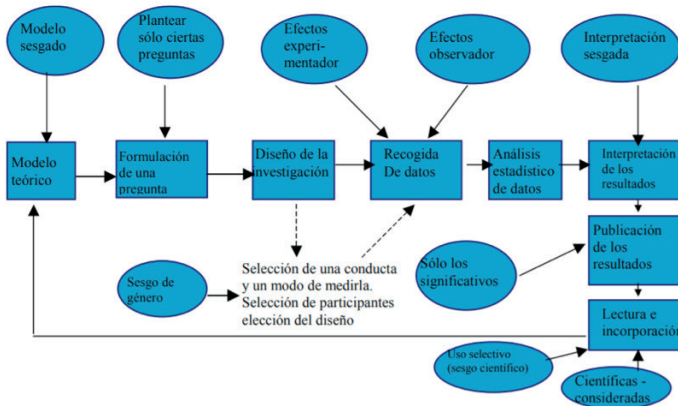 Modelo
sesgado
Plantear
sólo ciertas
preguntas
Efectos
experi-
mentador
Efectos
observador
Interpretación
sesgada
Modelo
teórico
Formulación
de una
pregunta
Diseño de la
investigación
Recogida
De datos
Análisis
estadístico
de datos
Interpretación
de los
resultados
Sesgo de
género
Selección de una conducta
y un modo de medirla.
Selección de participantes
elección del diseño
Sólo los
significativos
Publicación
de los
resultados
Lectura e
incorporación
Uso selectivo
(sesgo científico)
Científicas -
consideradas